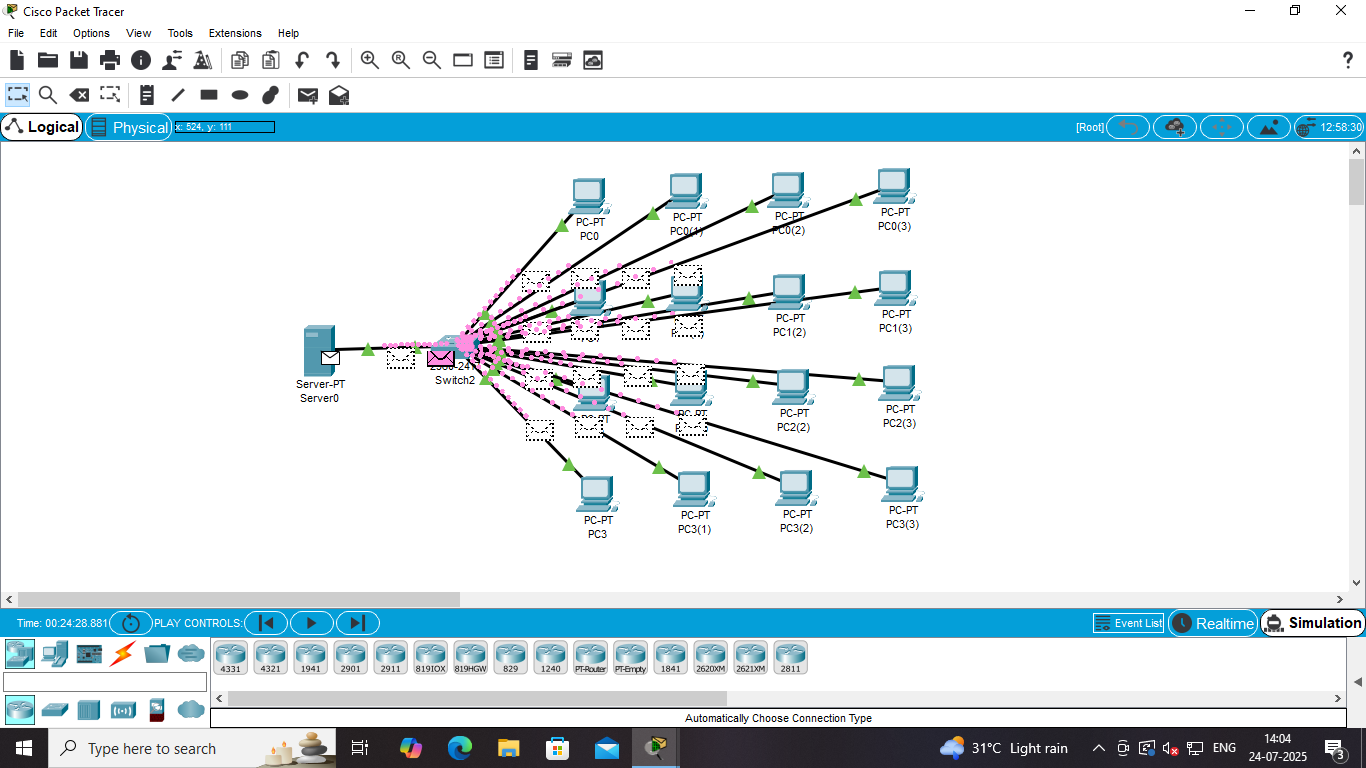 Cisco Packet Tracer
File Edit Options View Tools Extensions Help
?
Logical Physical x: 524, y: 111 [Root] 12:58:30
PC-PT
PC0
PC-PT
PC0(1)
PC-PT
PC0(2)
PC-PT
PC0(3)
PC-PT
PC1(2)
PC-PT
PC1(3)
Server-PT
Server0
Switch2
PC-PT
PC-PT
PC-PT
PC2(2)
PC-PT
PC2(3)
PC-PT
PC3
PC-PT
PC3(1)
PC-PT
PC3(2)
PC-PT
PC3(3)
Time: 00:24:28.881 PLAY CONTROLS: Event List Realtime Simulation
4331 4321 1941 2901 2911 819IOX 819HGW 829 1240 PT-Router PT-Empty 1841 2620XM 2621XM 2811
Automatically Choose Connection Type
Type here to search 31°C Light rain ENG 14:04
24-07-2025 3